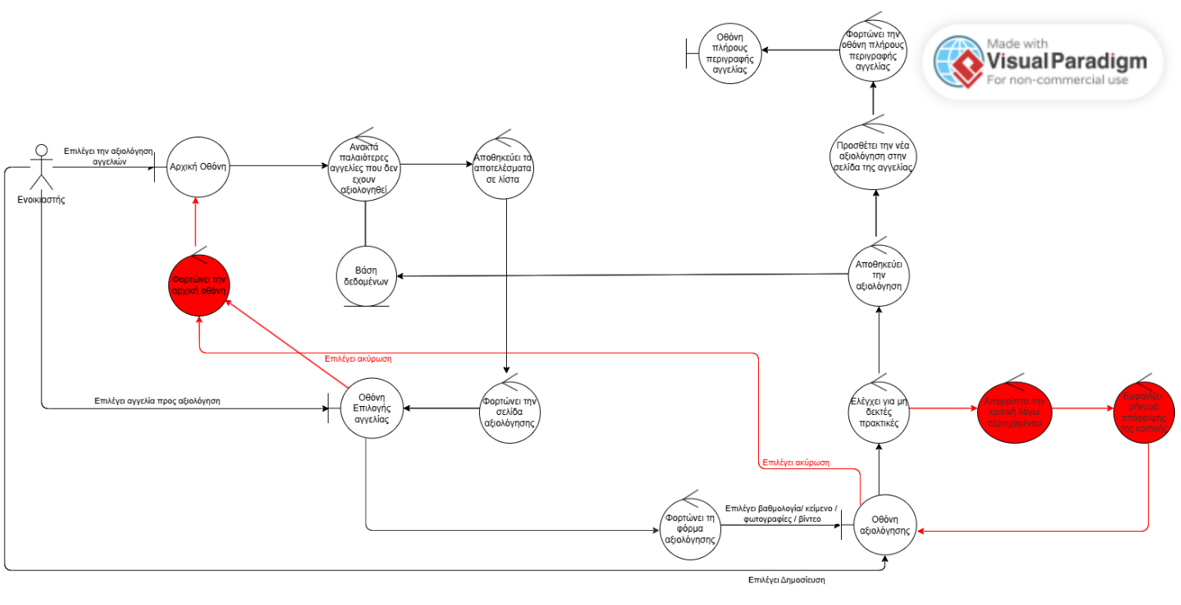 Οθόνη
πλήρους
περιγραφής
αγγελίας
Φορτώνει την
οθόνη πλήρους
περιγραφής
αγγελίας
Made with
VisualParadigm
For non-commercial use
Επιλέγει την αξιολόγηση
αγγελιών
Ενοικιαστής
Αρχική Οθόνη
Ανακτά
παλαιότερες
αγγελίες που δεν
εχουν
αξιολογηθεί
Αποθηκεύει τα
αποτελέσματα
σε λίστα
Προσθέτει την νέα
αξιολόγηση στην
σελίδα της αγγελίας
Φορτώνει την
αρχική οθόνη
Βάση
δεδομένων
Αποθηκεύει
την
αξιολόγηση
Επιλέγει ακύρωση
Επιλέγει αγγελία προς αξιολόγηση
Οθόνη
Επιλογής
αγγελίας
Φορτώνει την
σελίδα
αξιολόγησης
Ελέγχει για μη
δεκτές
πρακτικές
Απορρίπτει την
κριτική λόγω
περιεχομένου
Εμφανίζει
μήνυμα
απόρριψης
της κριτικής
Επιλέγει ακύρωση
Φορτώνει τη
φόρμα
αξιολόγησης
Επιλέγει βαθμολογία/ κείμενο /
φωτογραφίες / βίντεο
Οθόνη
αξιολόγησης
Επιλέγει Δημοσίευση